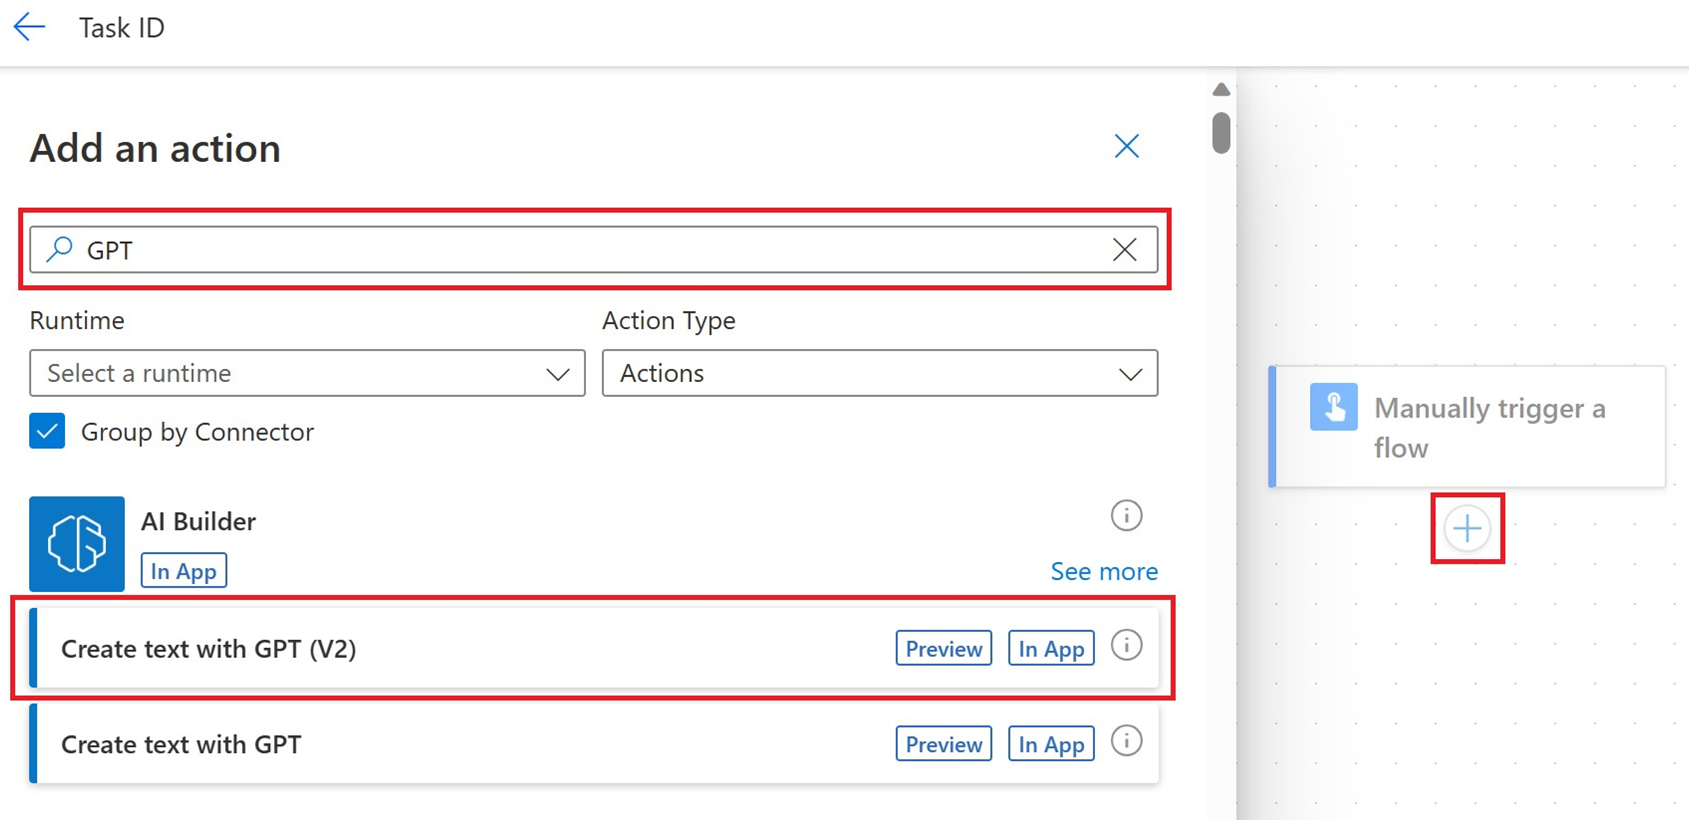 Task ID
Add an action
GPT
Runtime
Action Type
Select a runtime
Actions
Group by Connector
AI Builder
In App
See more
Create text with GPT (V2)
Preview
In App
Create text with GPT
Preview
In App
Manually trigger a
flow